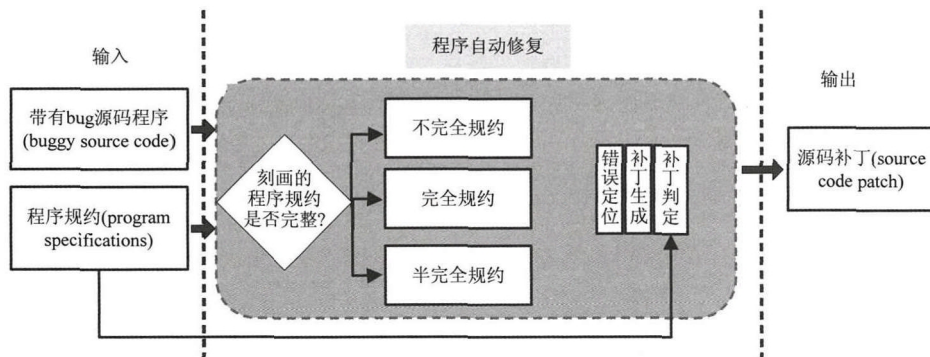 程序自动修复
输入
输出
带有bug源码程序
(buggy source code)
程序规约(program
specifications)
刻画的
程序规约
是否完整?
不完全规约
完全规约
半完全规约
错误定位
补丁生成
补丁判定
源码补丁(source
code patch)